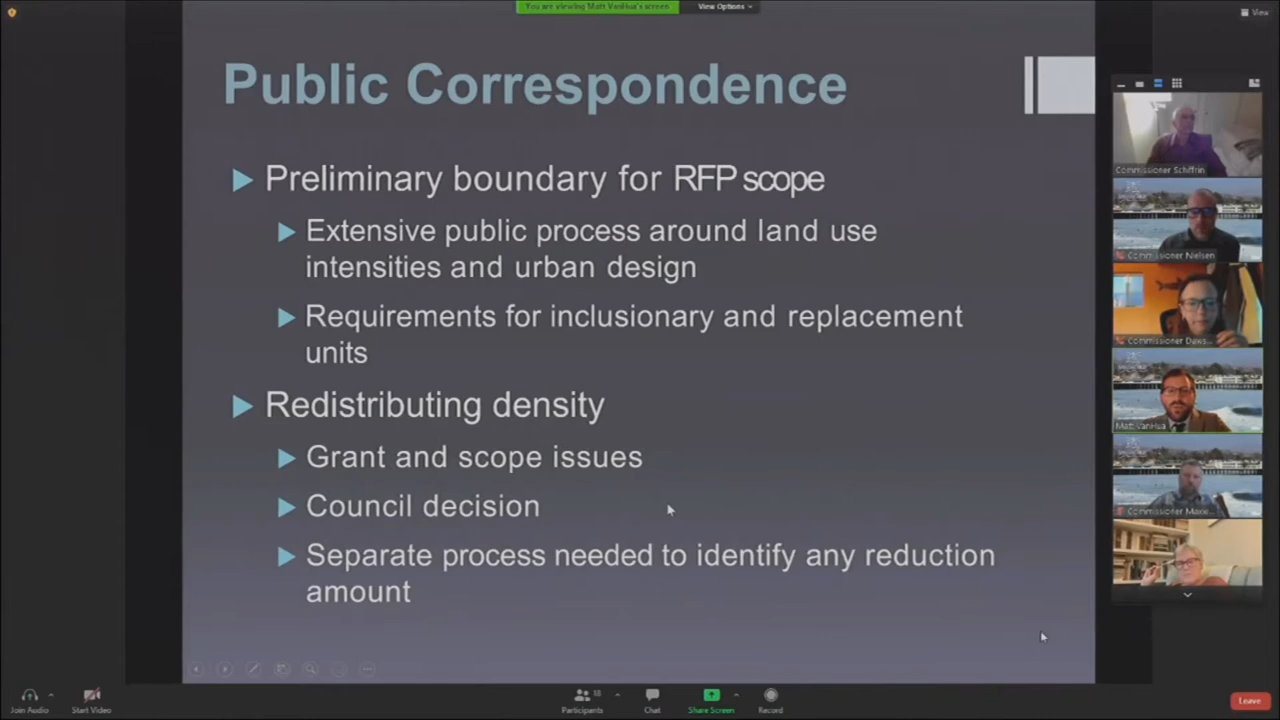 You are viewing Matt VanHua's screen
View Options
View
Public Correspondence
Preliminary boundary for RFP scope
Extensive public process around land use
intensities and urban design
Requirements for inclusionary and replacement
units
Redistributing density
Grant and scope issues
Council decision
Separate process needed to identify any reduction
amount
Commissioner Schiffrin
Commissioner Nielsen
Commissioner Daws...
Matt VanHua
Commissioner Maxw...
Join Audio
Start Video
Participants
18
Chat
Share Screen
Record
Leave